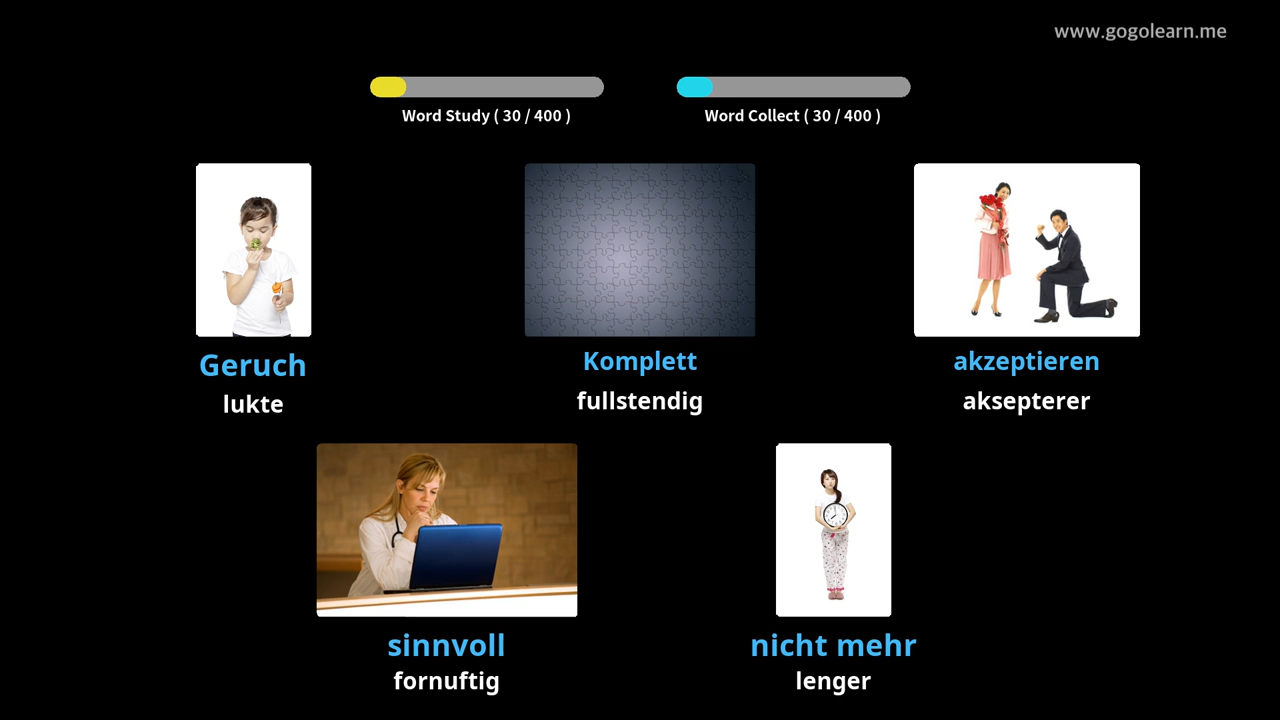 www.gogolearn.me
Word Study ( 30 / 400 )
Word Collect ( 30 / 400 )
Geruch
lukte
Komplett
fullstendig
akzeptieren
aksepterer
sinnvoll
fornuftig
nicht mehr
lenger